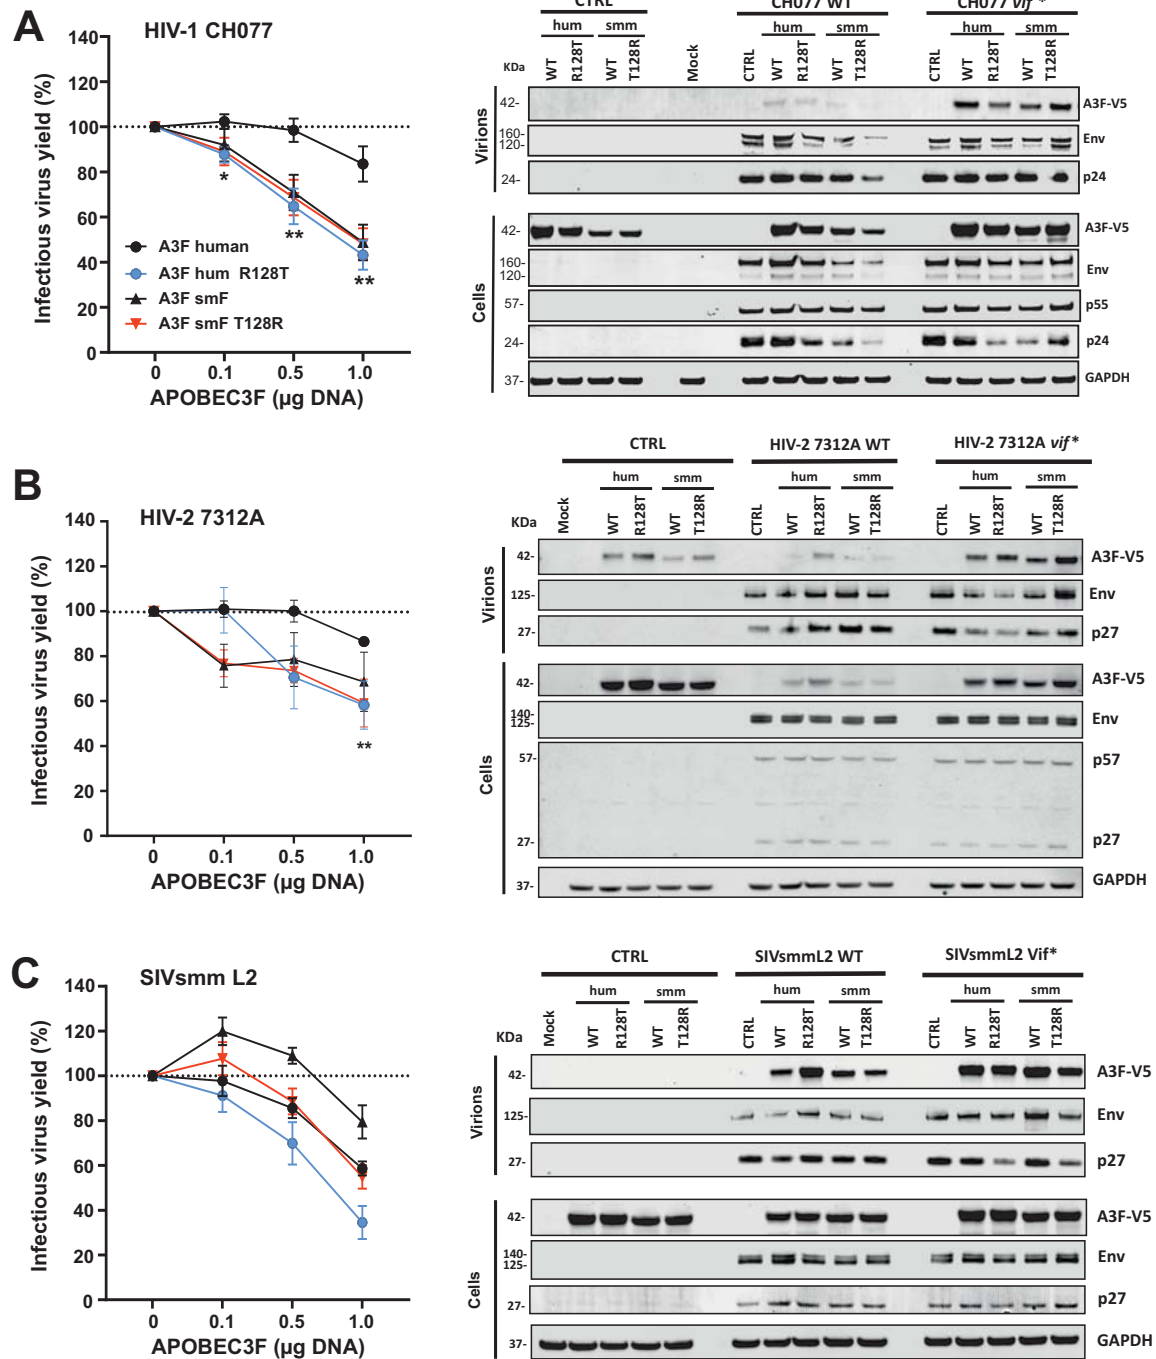 A
HIV-1 CH077
Infectious virus yield (%)
140
120
100
80
60
40
20
0
A3F human
A3F hum R128T
A3F smF
A3F smF T128R
*
**
**
0 0.1 0.5 1.0
APOBEC3F (µg DNA)
CTRL CH077 WT CH077 vif *
hum smm hum smm hum smm
KDa WT R128T WT T128R Mock CTRL WT R128T WT T128R CTRL WT R128T WT T128R
Virions
42- A3F-V5
160- Env
120-
24- p24
Cells
42- A3F-V5
160- Env
120-
57- p55
24- p24
37- GAPDH
B
HIV-2 7312A
Infectious virus yield (%)
140
120
100
80
60
40
20
0
**
0 0.1 0.5 1.0
APOBEC3F (µg DNA)
CTRL HIV-2 7312A WT HIV-2 7312A vif *
hum smm hum smm hum smm
KDa Mock WT R128T WT T128R CTRL WT R128T WT T128R CTRL WT R128T WT T128R
Virions
42- A3F-V5
125- Env
27- p27
Cells
42- A3F-V5
140- Env
125-
57- p57
27- p27
37- GAPDH
C
SIVsmm L2
Infectious virus yield (%)
140
120
100
80
60
40
20
0
0 0.1 0.5 1.0
APOBEC3F (µg DNA)
CTRL SIVsmmL2 WT SIVsmmL2 Vif*
hum smm hum smm hum smm
KDa Mock WT R128T WT T128R CTRL WT R128T WT T128R CTRL WT R128T WT T128R
Virions
42- A3F-V5
125- Env
27- p27
Cells
42- A3F-V5
140- Env
125-
27- p27
37- GAPDH